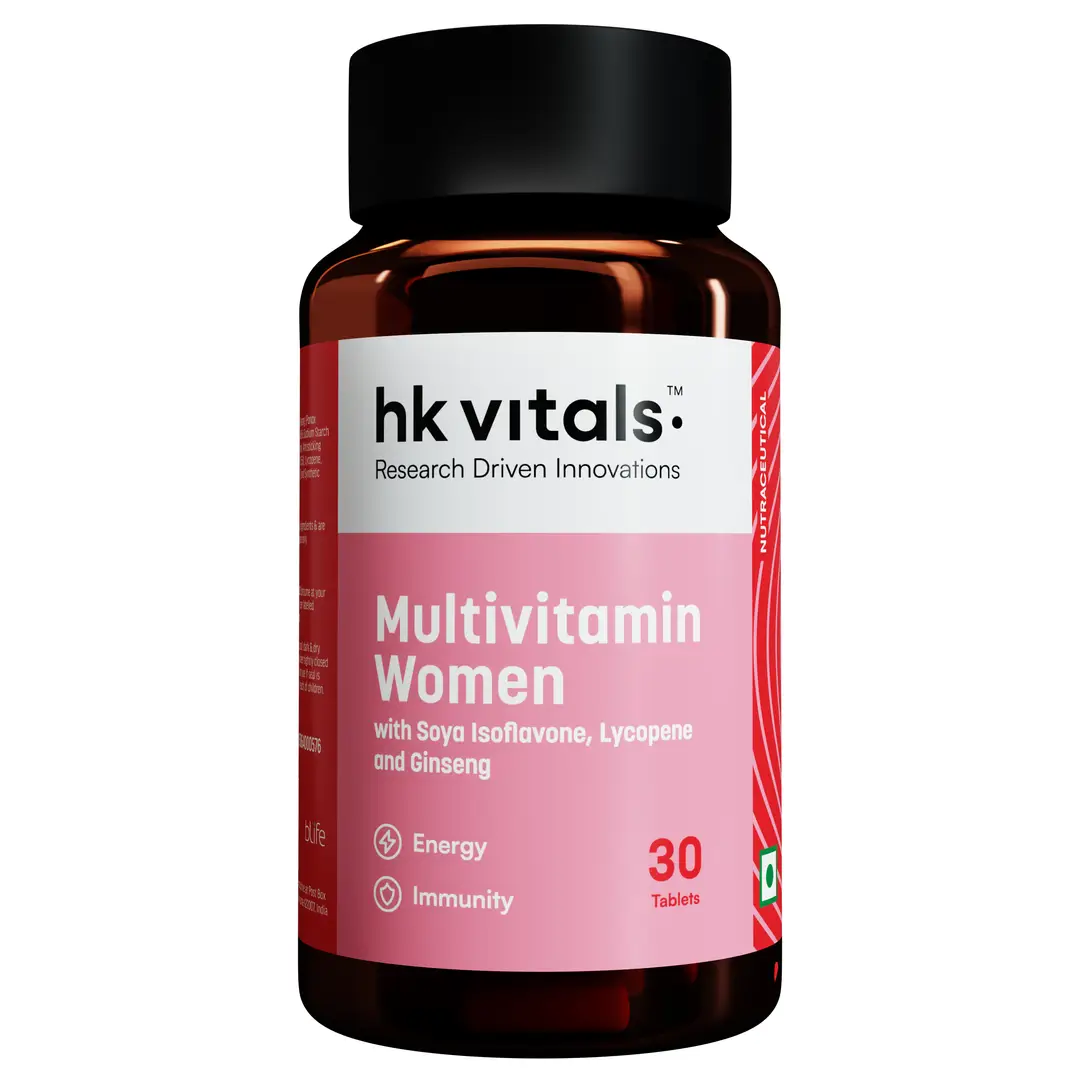 hk vitals
TM
Research Driven Innovations
Multivitamin
Women
with Soya Isoflavone, Lycopene
and Ginseng
Energy
Immunity
30
Tablets
NUTRACEUTICAL